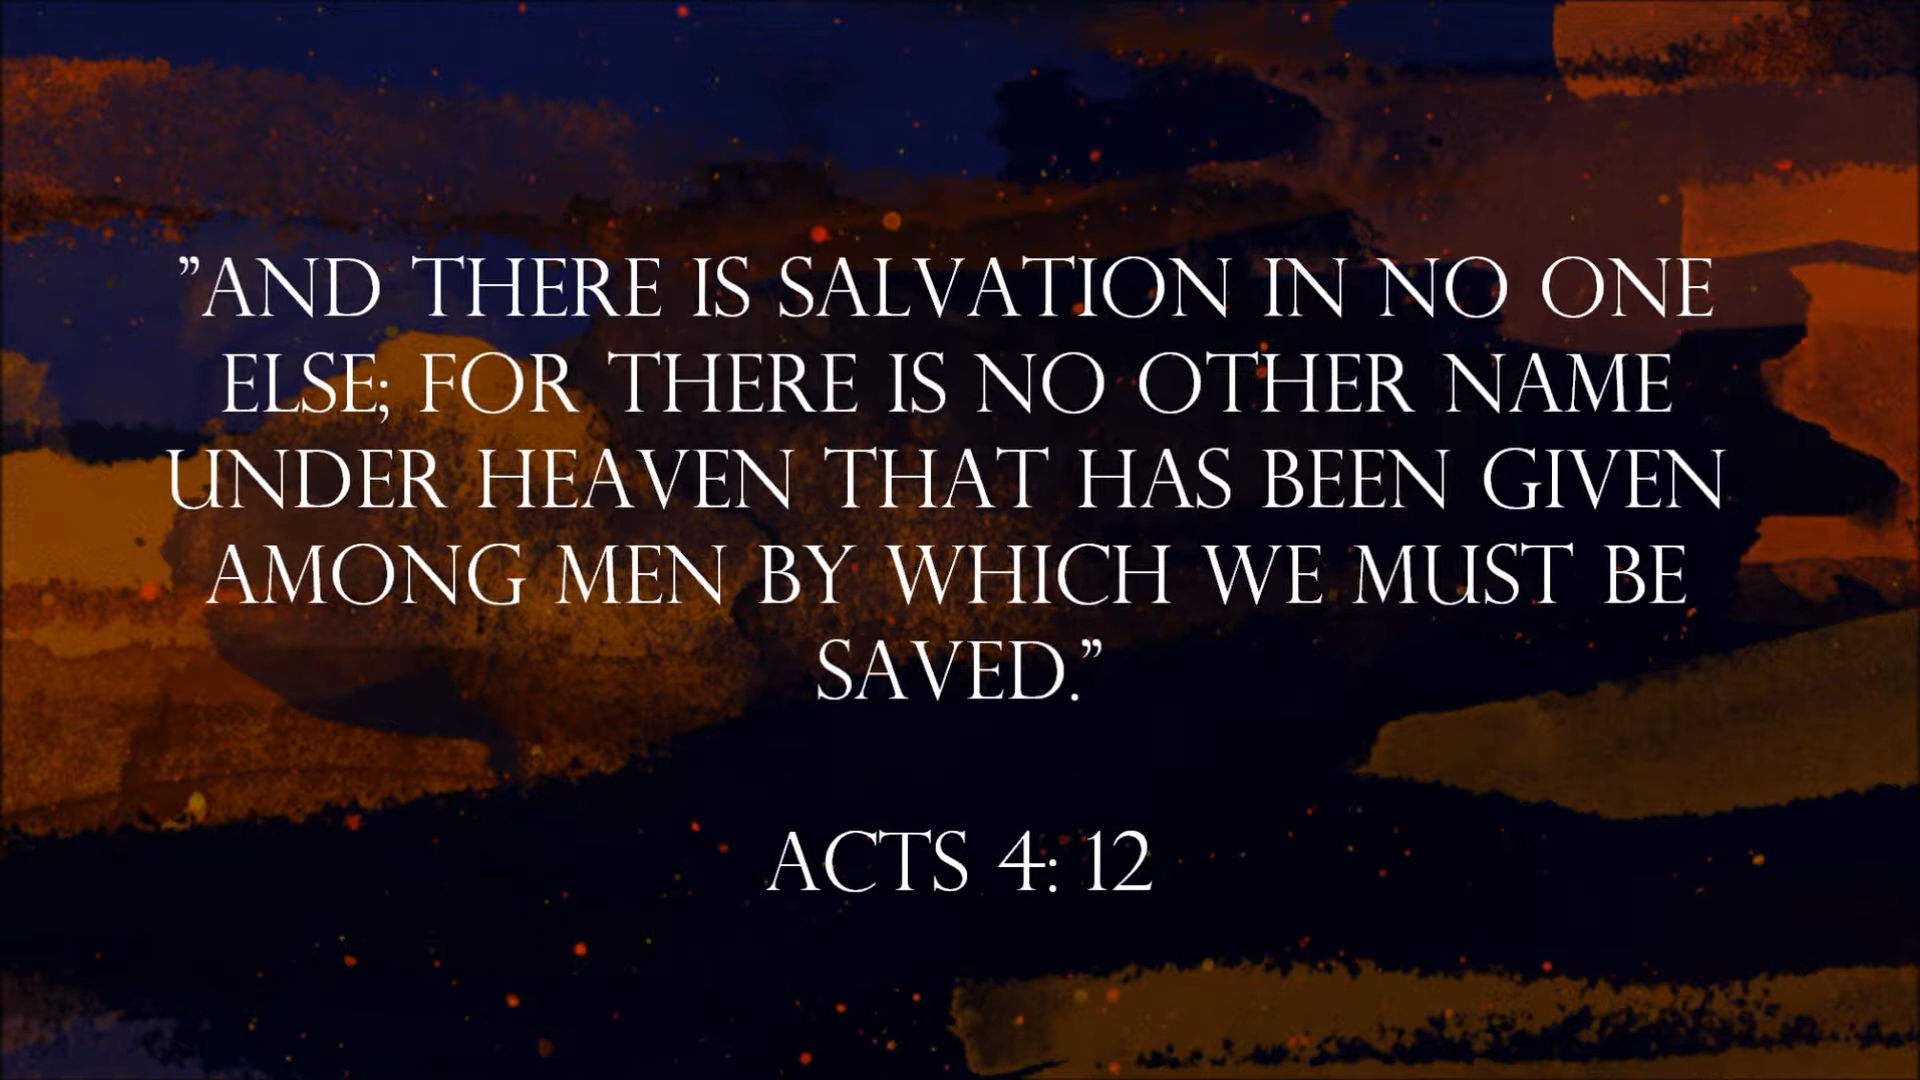 ”AND THERE IS SALVATION IN NO ONE
ELSE; FOR THERE IS NO OTHER NAME
UNDER HEAVEN THAT HAS BEEN GIVEN
AMONG MEN BY WHICH WE MUST BE
SAVED.”
ACTS 4: 12